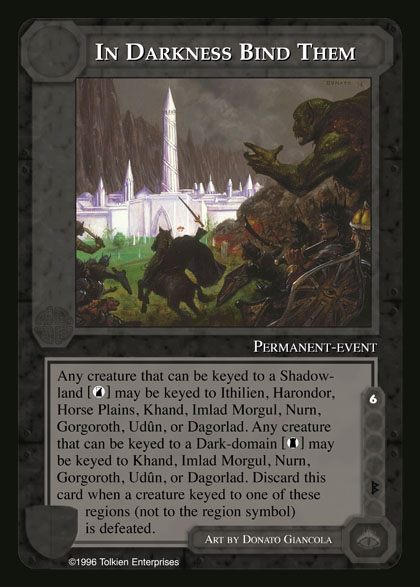 In Darkness Bind Them
DONATO '96
Permanent-event
Any creature that can be keyed to a Shadow-
land [ ] may be keyed to Ithilien, Harondor,
Horse Plains, Khand, Imlad Morgul, Nurn,
Gorgoroth, Udûn, or Dagorlad. Any creature
that can be keyed to a Dark-domain [ ] may
be keyed to Khand, Imlad Morgul, Nurn,
Gorgoroth, Udûn, or Dagorlad. Discard this
card when a creature keyed to one of these
regions (not to the region symbol)
is defeated.
6
Art by Donato Giancola
©1996 Tolkien Enterprises